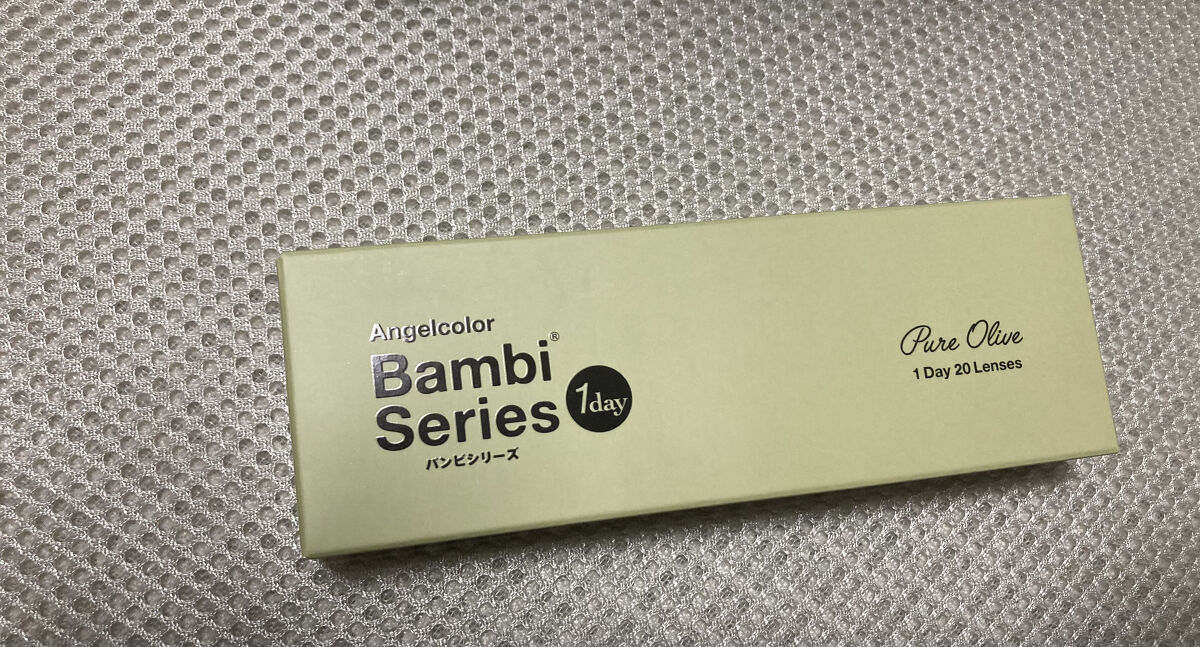 Angelcolor
Bambi®
Series 1day
バンビシリーズ
Pure Olive
1 Day 20 Lenses